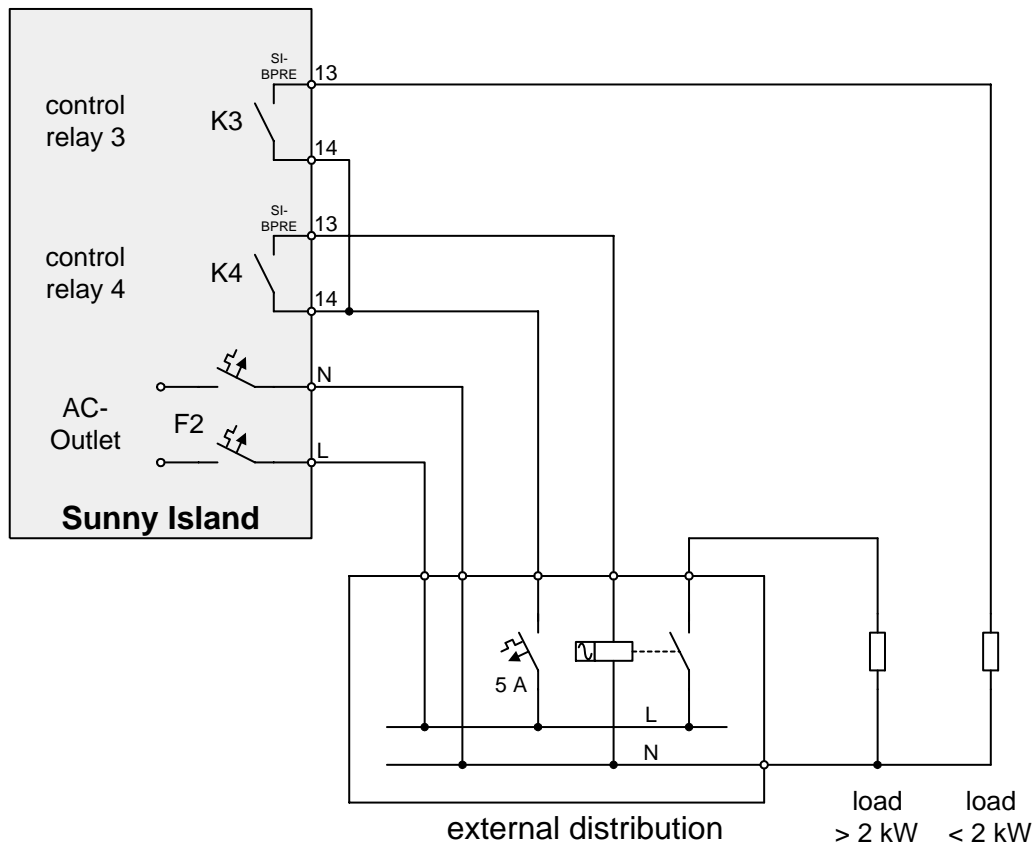 SI-
BPRE
13
control
relay 3
K3
14
SI-
BPRE
13
control
relay 4
K4
14
N
AC-
Outlet
F2
L
Sunny Island
5 A
L
N
load
> 2 kW
load
< 2 kW
external distribution